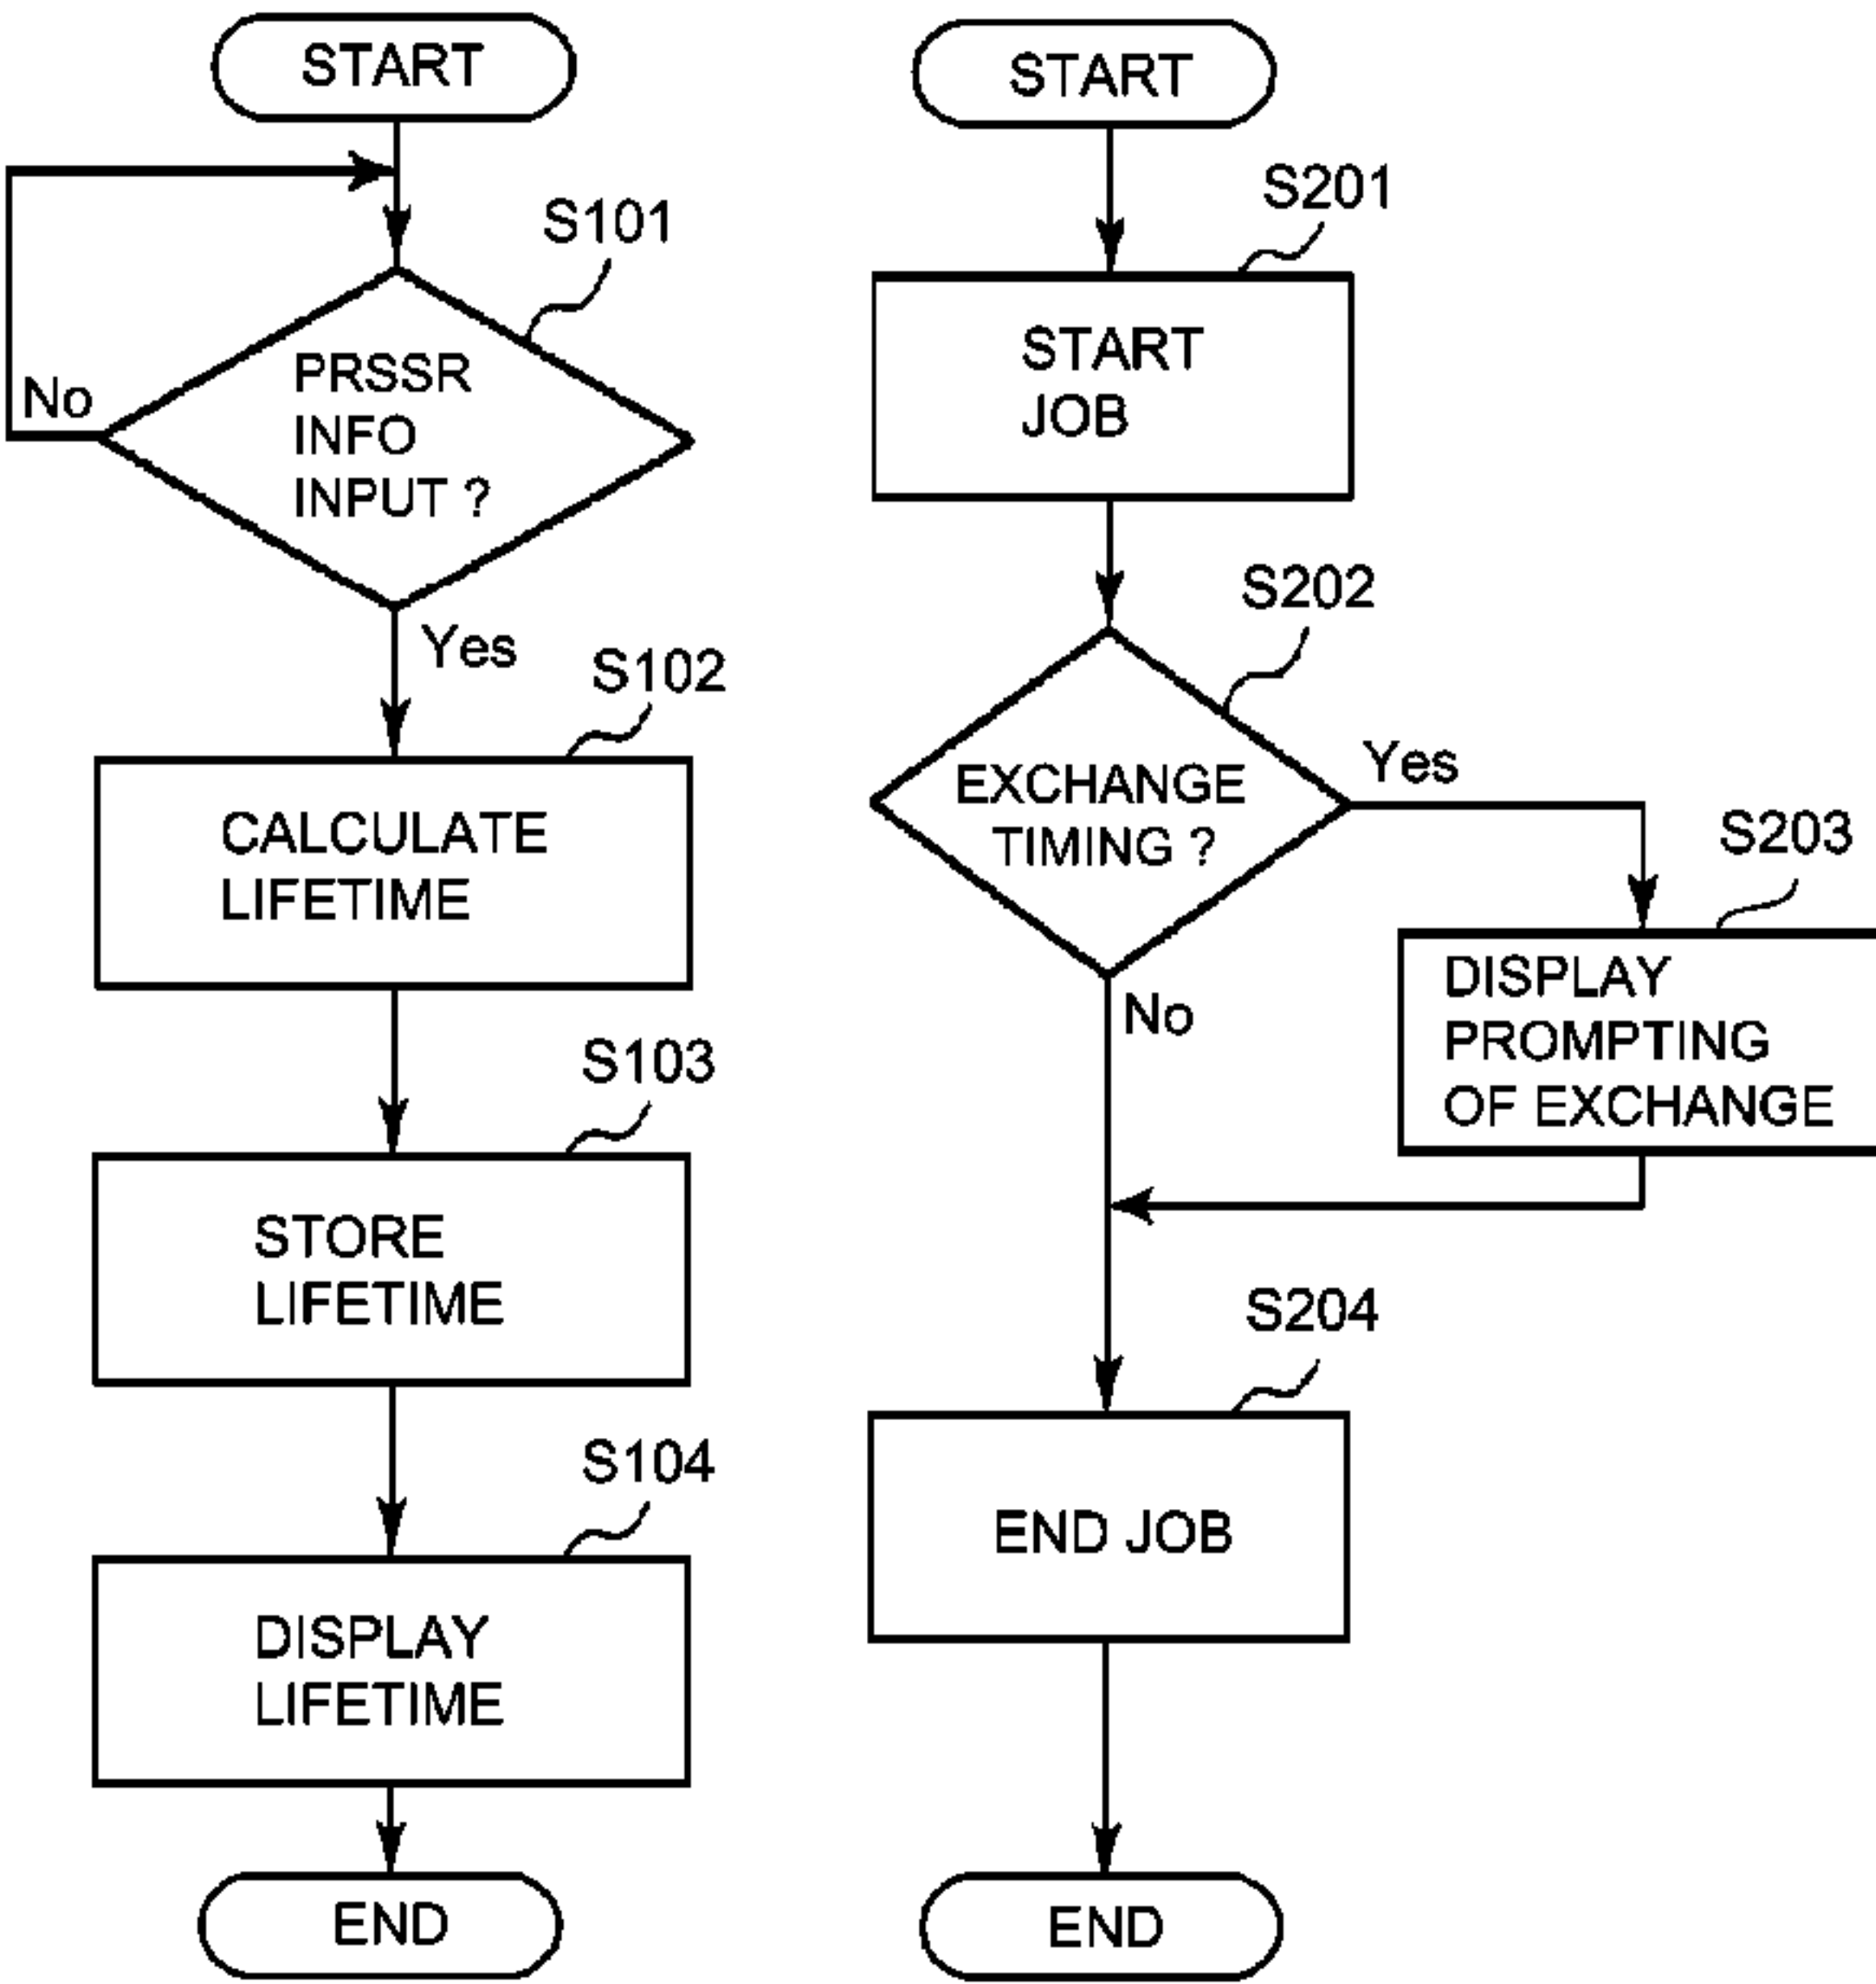 START
S101
PRSSR
INFO
INPUT ?
No
Yes
S102
CALCULATE
LIFETIME
S103
STORE
LIFETIME
S104
DISPLAY
LIFETIME
END
START
S201
START
JOB
S202
EXCHANGE
TIMING ?
Yes
No
S203
DISPLAY
PROMPTING
OF EXCHANGE
S204
END JOB
END